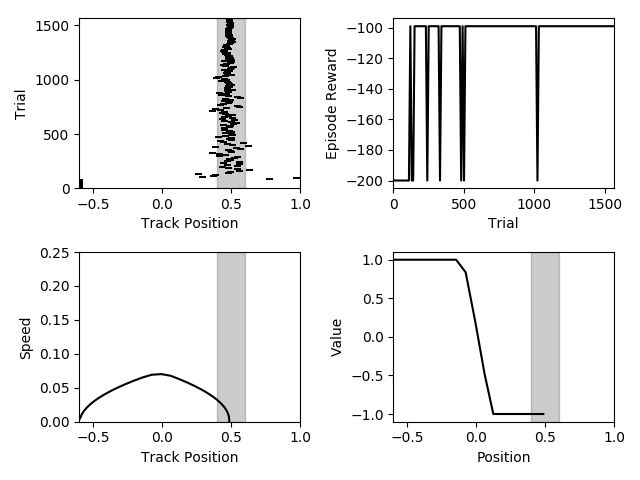 1500
1000
500
0
Trial
−0.5 0.0 0.5 1.0
Track Position
−100
−120
−140
−160
−180
−200
Episode Reward
0 500 1000 1500
Trial
0.25
0.20
0.15
0.10
0.05
0.00
Speed
−0.5 0.0 0.5 1.0
Track Position
1.0
0.5
0.0
−0.5
−1.0
Value
−0.5 0.0 0.5 1.0
Position